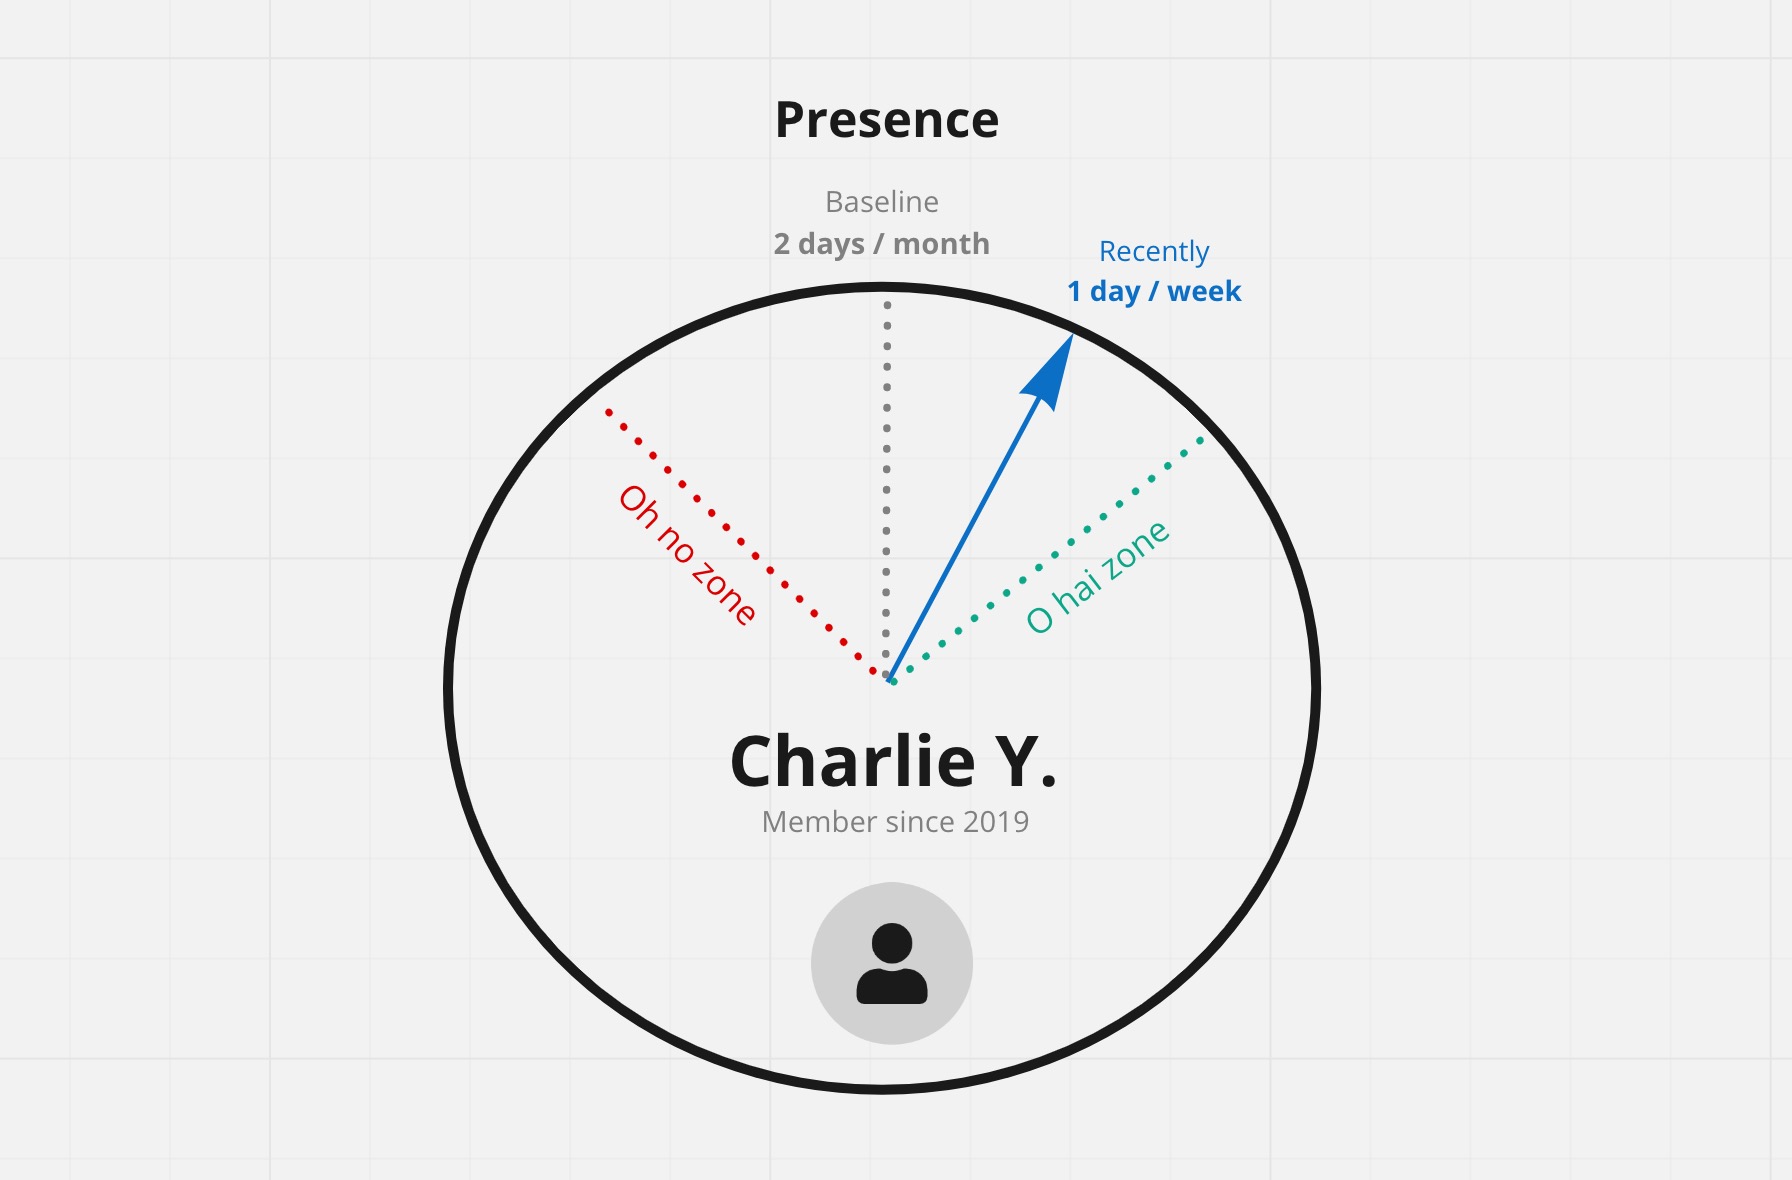 Presence
Baseline
2 days / month
Recently
1 day / week
Oh no zone
O hai zone
Charlie Y.
Member since 2019